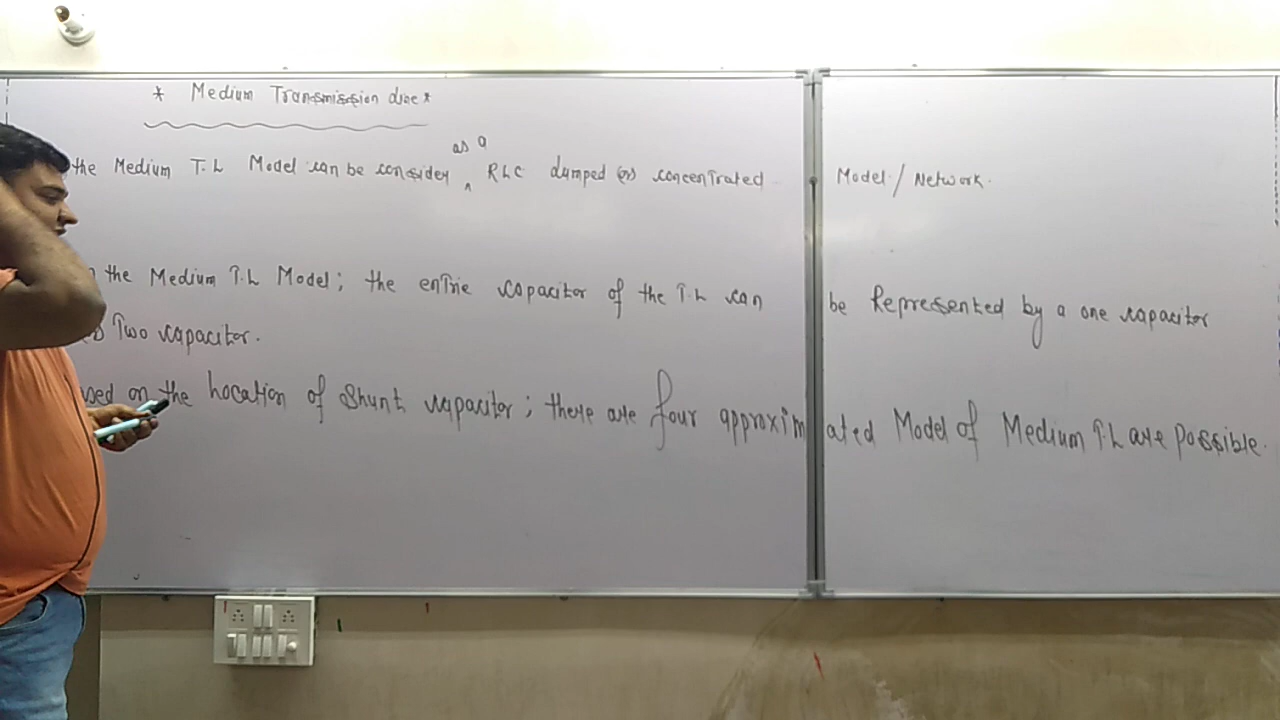 * Medium Transmission Line *
the Medium T.L Model can be consider as a RLC lumped (or) concentrated Model / Network.
the Medium T.L Model; the entire capacitor of the T.L can be Represented by a one capacitor
Two capacitor.
on the Location of Shunt capacitor; there are four approximated Model of Medium T.L are possible.